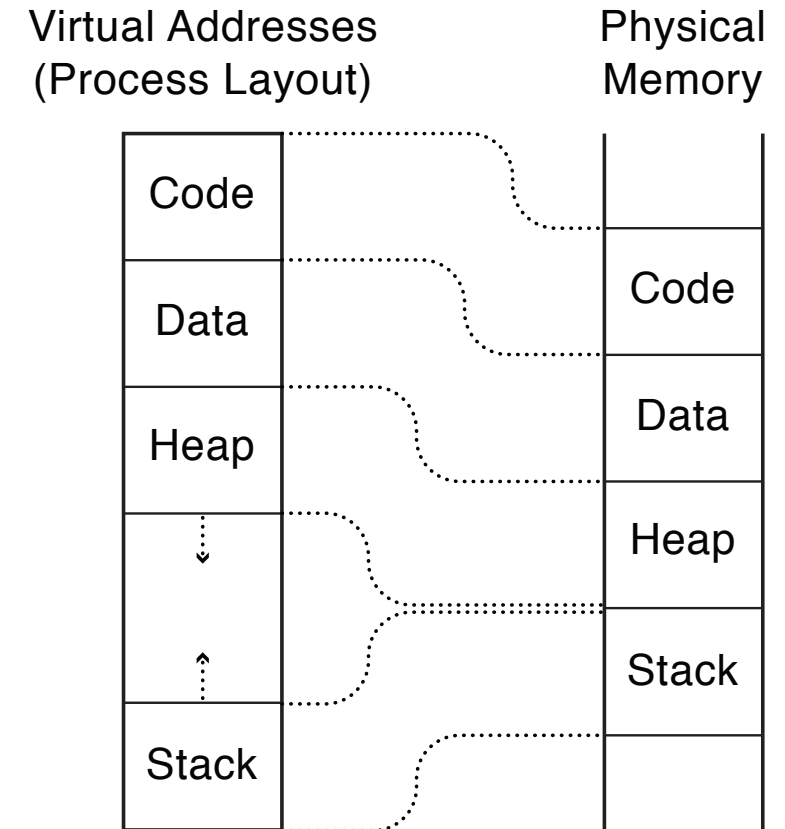 Virtual Addresses
(Process Layout)
Physical
Memory
Code
Data
Heap
Stack
Code
Data
Heap
Stack